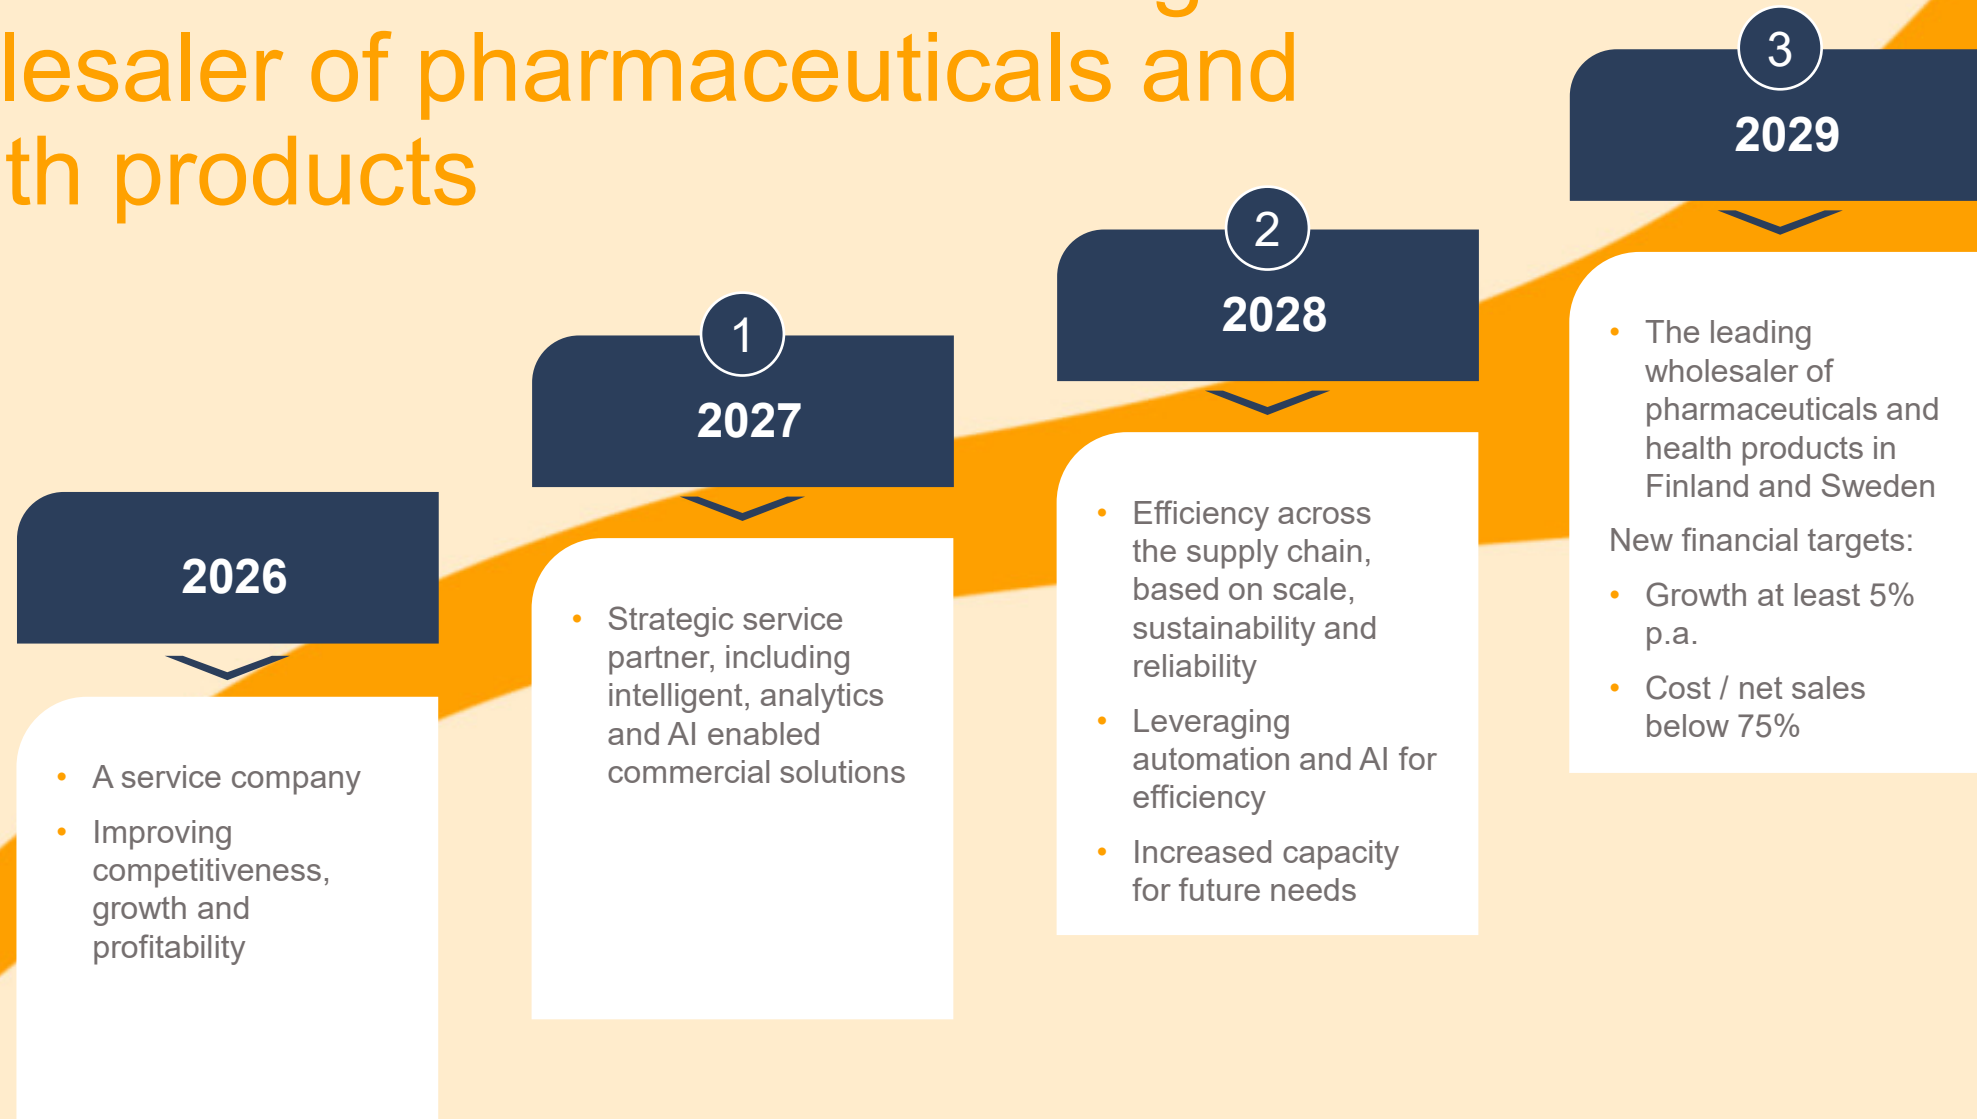 lesaler of pharmaceuticals and
th products
2026
• A service company
• Improving
competitiveness,
growth and
profitability
1
2027
• Strategic service
partner, including
intelligent, analytics
and AI enabled
commercial solutions
2
2028
• Efficiency across
the supply chain,
based on scale,
sustainability and
reliability
• Leveraging
automation and AI for
efficiency
• Increased capacity
for future needs
3
2029
• The leading
wholesaler of
pharmaceuticals and
health products in
Finland and Sweden
New financial targets:
• Growth at least 5%
p.a.
• Cost / net sales
below 75%